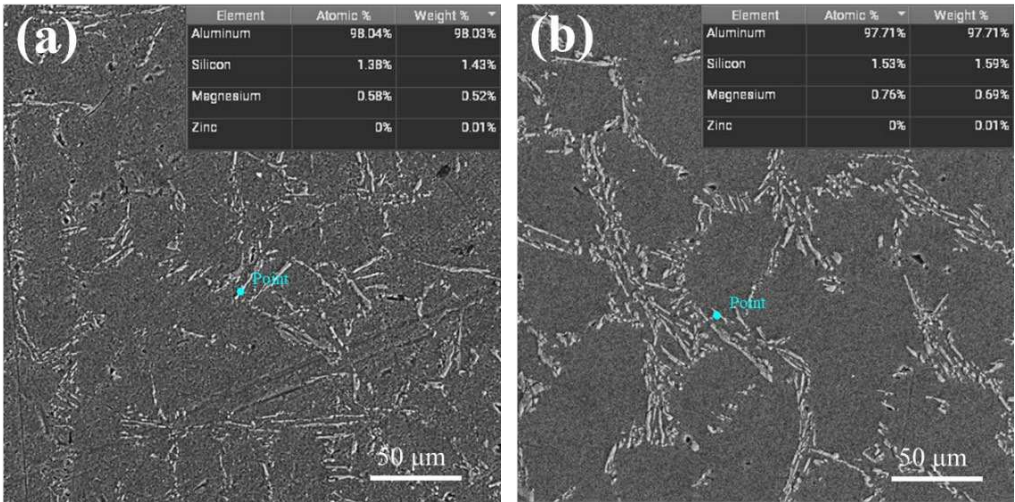 (a)
Element Atomic % Weight %
Aluminum 98.04% 98.03%
Silicon 1.38% 1.43%
Magnesium 0.58% 0.52%
Zinc 0% 0.01%
Point
50 μm
(b)
Element Atomic % Weight %
Aluminum 97.71% 97.71%
Silicon 1.53% 1.59%
Magnesium 0.76% 0.69%
Zinc 0% 0.01%
Point
50 μm